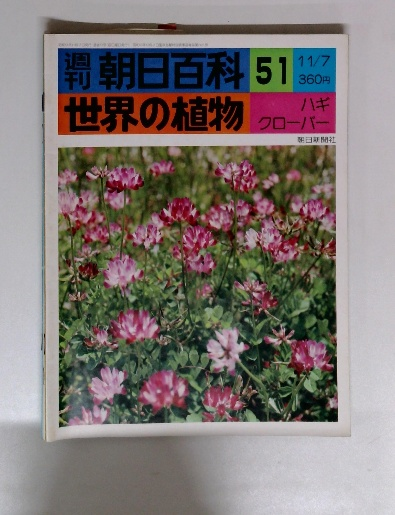 週刊 朝日百科 51 11/7
360円
世界の植物 ハギ
クローバー
朝日新聞社